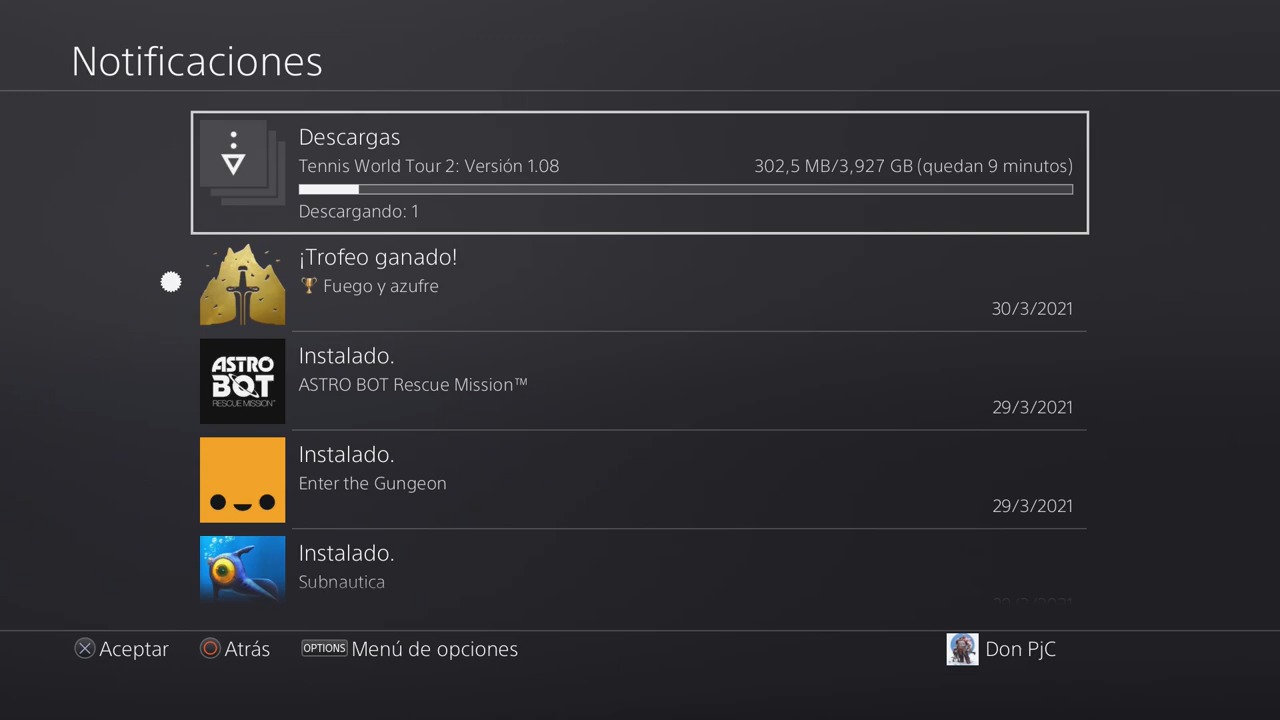 Notificaciones
Descargas
Tennis World Tour 2: Versión 1.08 302,5 MB/3,927 GB (quedan 9 minutos)
Descargando: 1
¡Trofeo ganado!
Fuego y azufre
30/3/2021
ASTRO
BOT
RESCUE MISSION™
Instalado.
ASTRO BOT Rescue Mission™
29/3/2021
Instalado.
Enter the Gungeon
29/3/2021
Instalado.
Subnautica
Aceptar Atrás OPTIONS Menú de opciones Don PjC